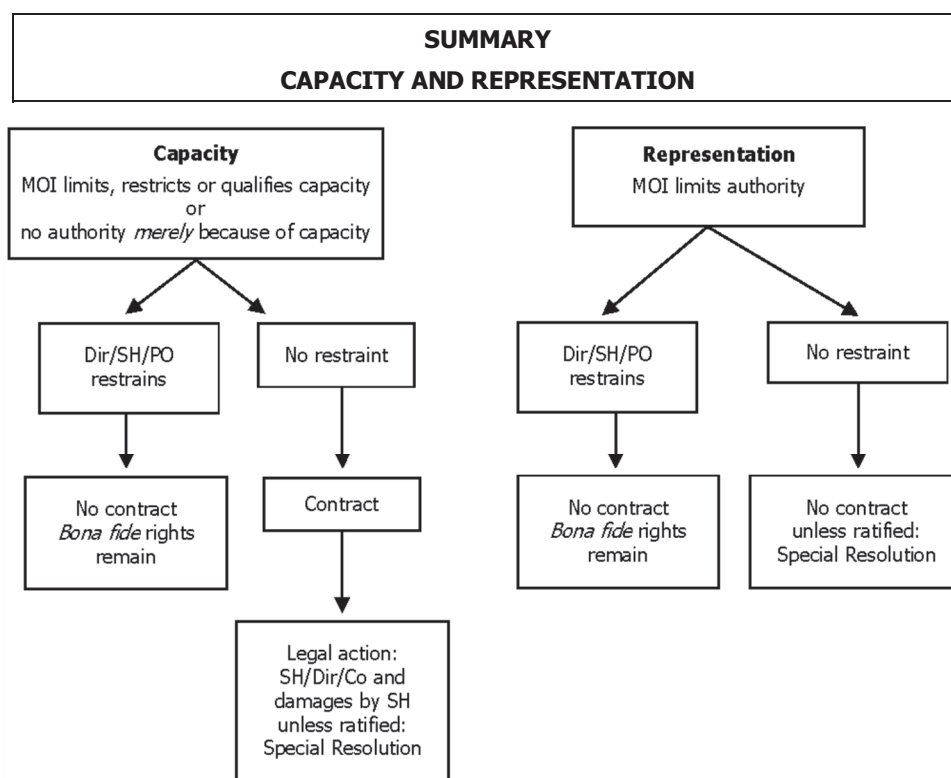 SUMMARY
CAPACITY AND REPRESENTATION
Capacity
MOI limits, restricts or qualifies capacity
or
no authority merely because of capacity
Dir/SH/PO
restrains
No restraint
No contract
Bona fide rights
remain
Contract
Legal action:
SH/Dir/Co and
damages by SH
unless ratified:
Special Resolution
Representation
MOI limits authority
Dir/SH/PO
restrains
No restraint
No contract
Bona fide rights
remain
No contract
unless ratified:
Special Resolution